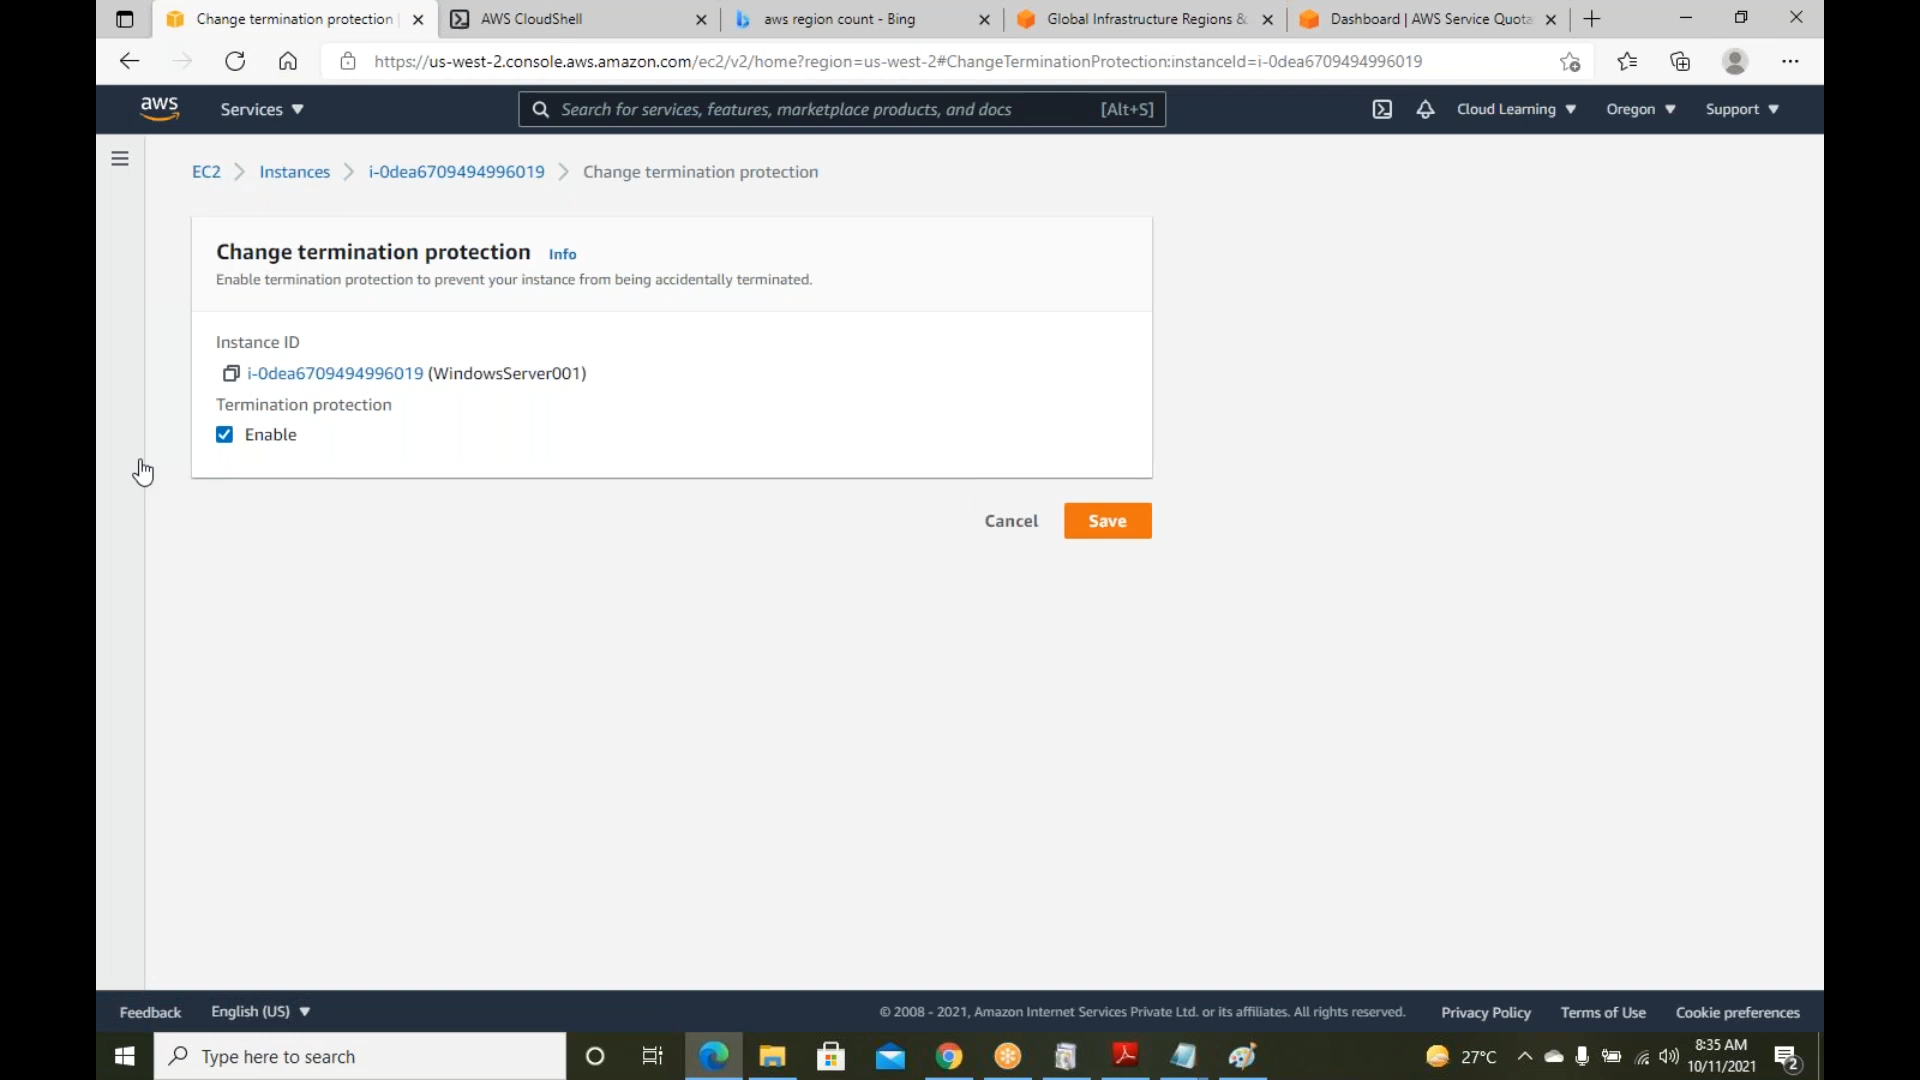 Change termination protection
AWS CloudShell
aws region count - Bing
Global Infrastructure Regions &
Dashboard | AWS Service Quota
https://us-west-2.console.aws.amazon.com/ec2/v2/home?region=us-west-2#ChangeTerminationProtection:instanceId=i-0dea6709494996019
aws
Services
Search for services, features, marketplace products, and docs [Alt+S]
Cloud Learning
Oregon
Support
EC2 > Instances > i-0dea6709494996019 > Change termination protection
Change termination protection Info
Enable termination protection to prevent your instance from being accidentally terminated.
Instance ID
i-0dea6709494996019 (WindowsServer001)
Termination protection
Enable
Cancel Save
Feedback English (US) © 2008 - 2021, Amazon Internet Services Private Ltd. or its affiliates. All rights reserved. Privacy Policy Terms of Use Cookie preferences
Type here to search
27°C
8:35 AM
10/11/2021
2